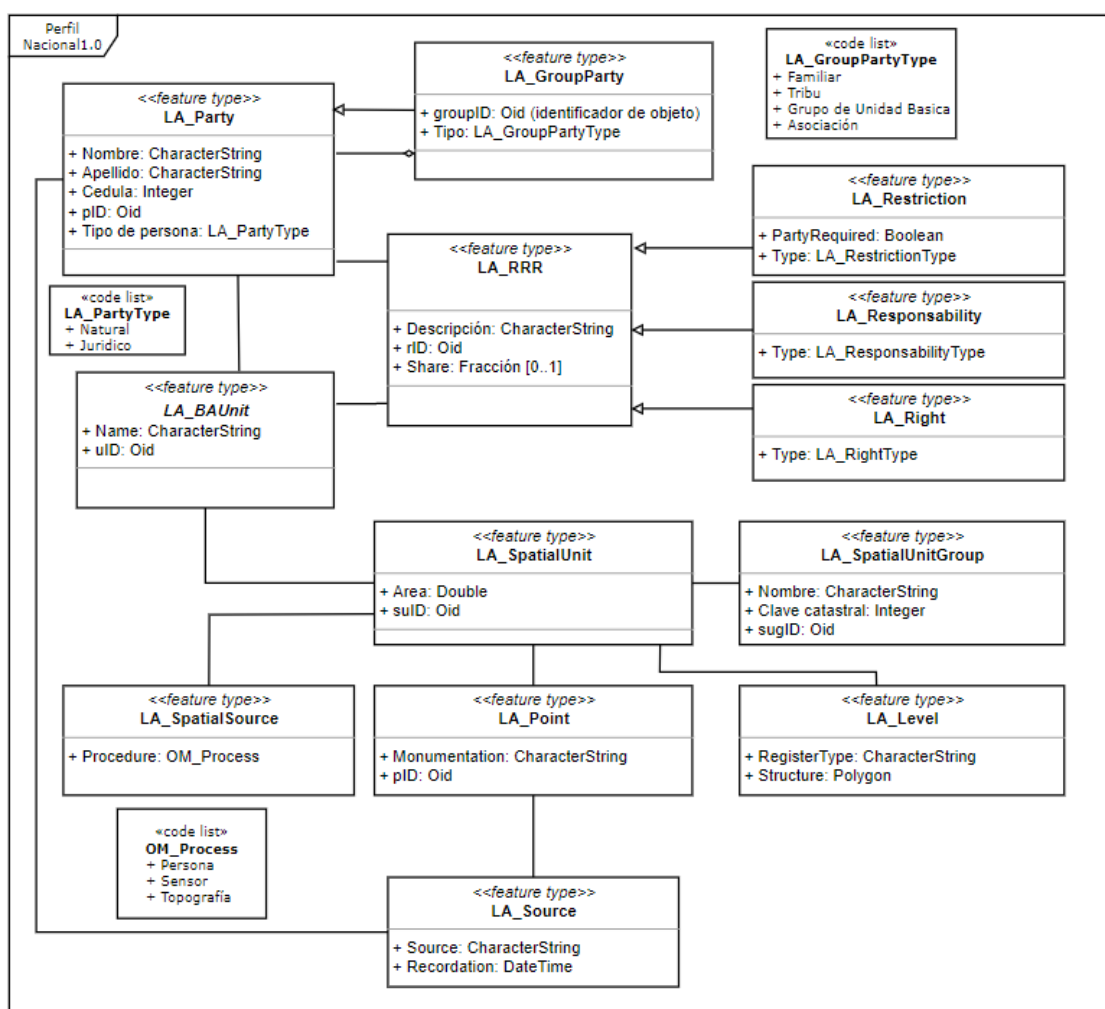 Perfil
Nacional1.0
<<feature type>>
LA_GroupParty
+ groupID: Oid (identificador de objeto)
+ Tipo: LA_GroupPartyType
«code list»
LA_GroupPartyType
+ Familiar
+ Tribu
+ Grupo de Unidad Basica
+ Asociación
<<feature type>>
LA_Party
+ Nombre: CharacterString
+ Apellido: CharacterString
+ Cedula: Integer
+ pID: Oid
+ Tipo de persona: LA_PartyType
<<feature type>>
LA_Restriction
+ PartyRequired: Boolean
+ Type: LA_RestrictionType
<<feature type>>
LA_RRR
+ Descripción: CharacterString
+ rID: Oid
+ Share: Fracción [0..1]
«code list»
LA_PartyType
+ Natural
+ Juridico
<<feature type>>
LA_Responsability
+ Type: LA_ResponsabilityType
<<feature type>>
LA_BAUnit
+ Name: CharacterString
+ uID: Oid
<<feature type>>
LA_Right
+ Type: LA_RightType
<<feature type>>
LA_SpatialUnit
+ Area: Double
+ suID: Oid
<<feature type>>
LA_SpatialUnitGroup
+ Nombre: CharacterString
+ Clave catastral: Integer
+ sugID: Oid
<<feature type>>
LA_SpatialSource
+ Procedure: OM_Process
<<feature type>>
LA_Point
+ Monumentation: CharacterString
+ pID: Oid
<<feature type>>
LA_Level
+ RegisterType: CharacterString
+ Structure: Polygon
«code list»
OM_Process
+ Persona
+ Sensor
+ Topografía
<<feature type>>
LA_Source
+ Source: CharacterString
+ Recordation: DateTime